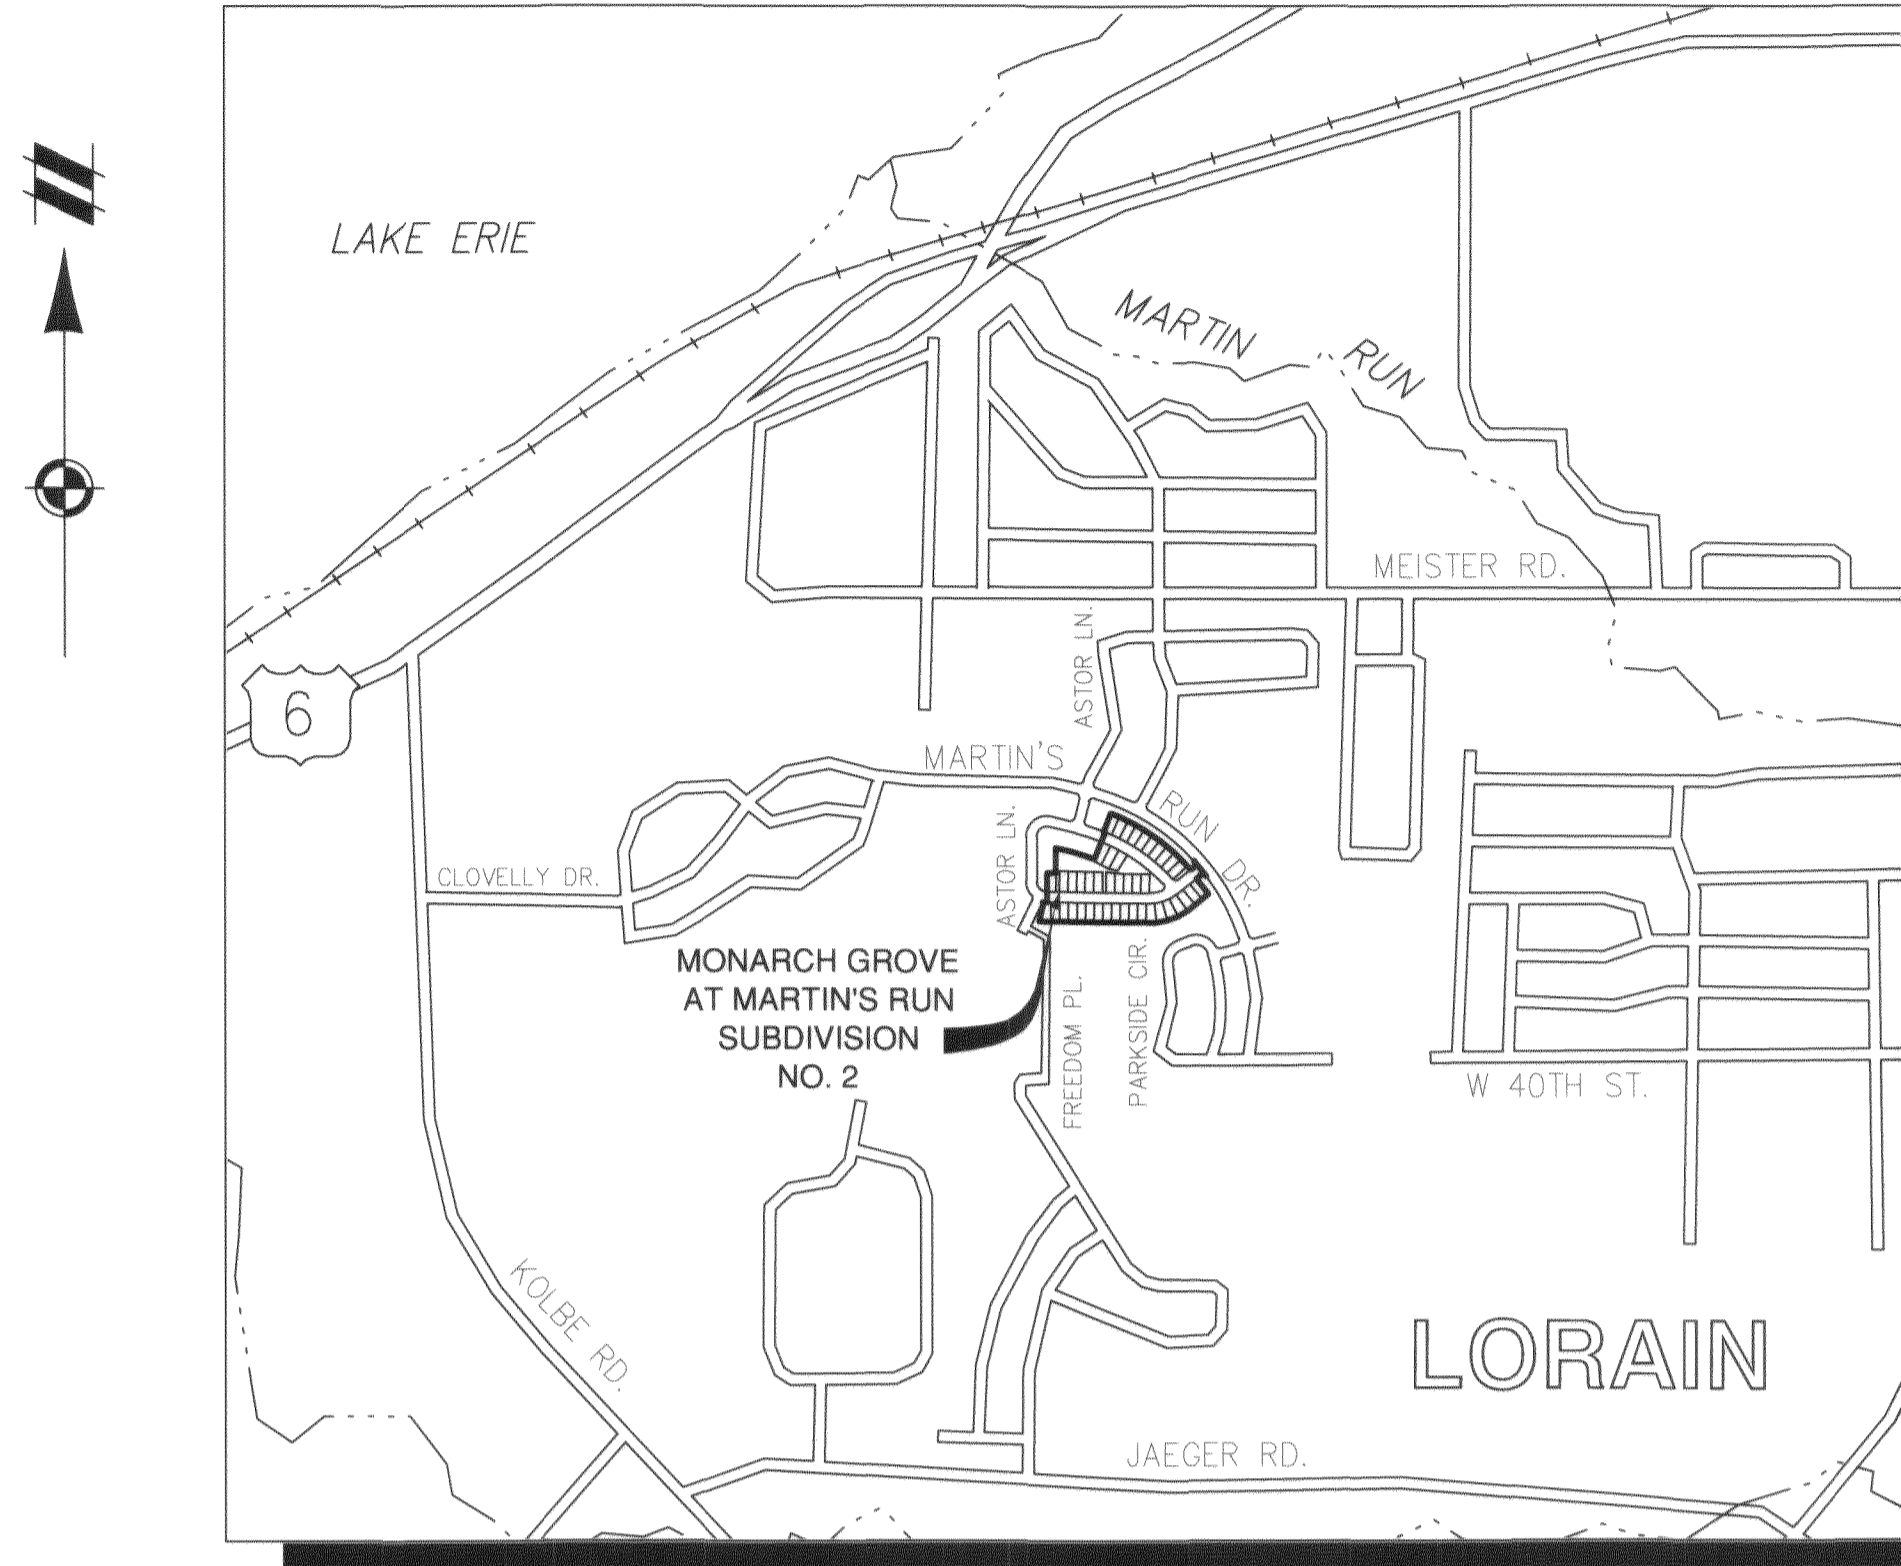 LAKE ERIE
MARTIN RUN
MEISTER RD.
ASTOR LN.
6
MARTIN'S RUN DR.
ASTOR LN.
CLOVELLY DR.
MONARCH GROVE
AT MARTIN'S RUN
SUBDIVISION
NO. 2
FREEDOM PL.
PARKSIDE CIR.
W 40TH ST.
KOLBE RD.
LORAIN
JAEGER RD.